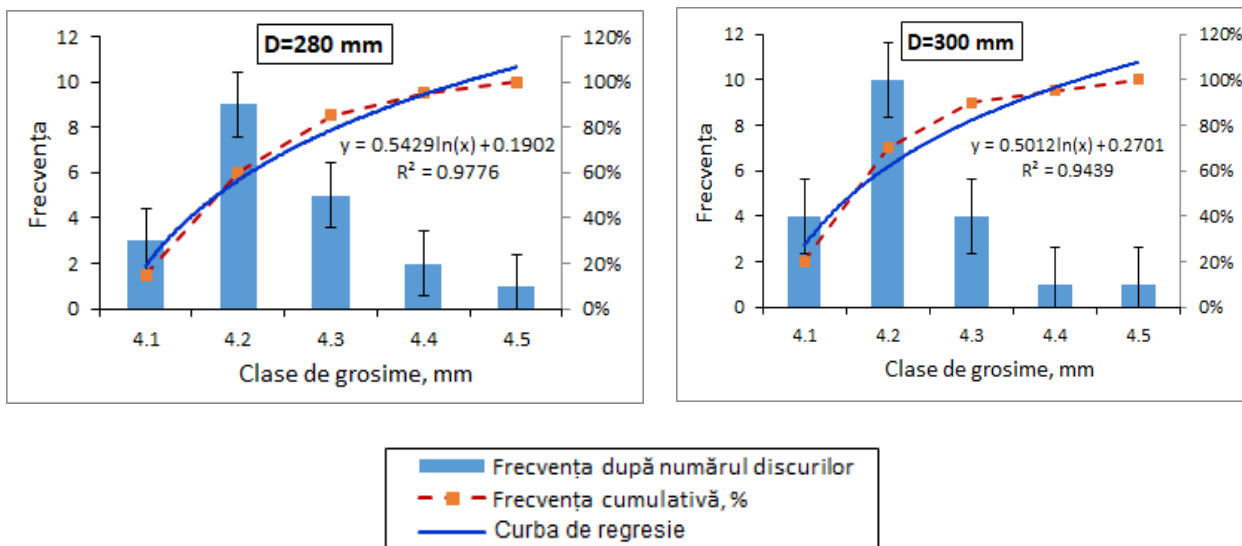 D=280 mm
12
10
8
6
4
2
0
Frecvența
120%
100%
80%
60%
40%
20%
0%
y = 0.5429ln(x) + 0.1902
R² = 0.9776
4.1 4.2 4.3 4.4 4.5
Clase de grosime, mm
D=300 mm
12
10
8
6
4
2
0
Frecvența
120%
100%
80%
60%
40%
20%
0%
y = 0.5012ln(x) + 0.2701
R² = 0.9439
4.1 4.2 4.3 4.4 4.5
Clase de grosime, mm
Frecvența după numărul discurilor
Frecvența cumulativă, %
Curba de regresie